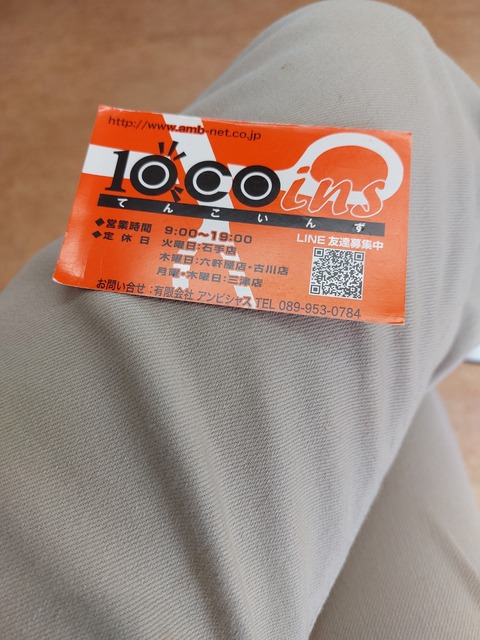 http://www.amb-net.co.jp
10coins
てんこいんず
◆営業時間 9:00～19:00
◆定休日 火曜日:石手店
木曜日:六軒屋店・古川店
月曜・木曜日:三津店
LINE 友達募集中
お問い合せ:有限会社 アンビシャス TEL 089-953-0784